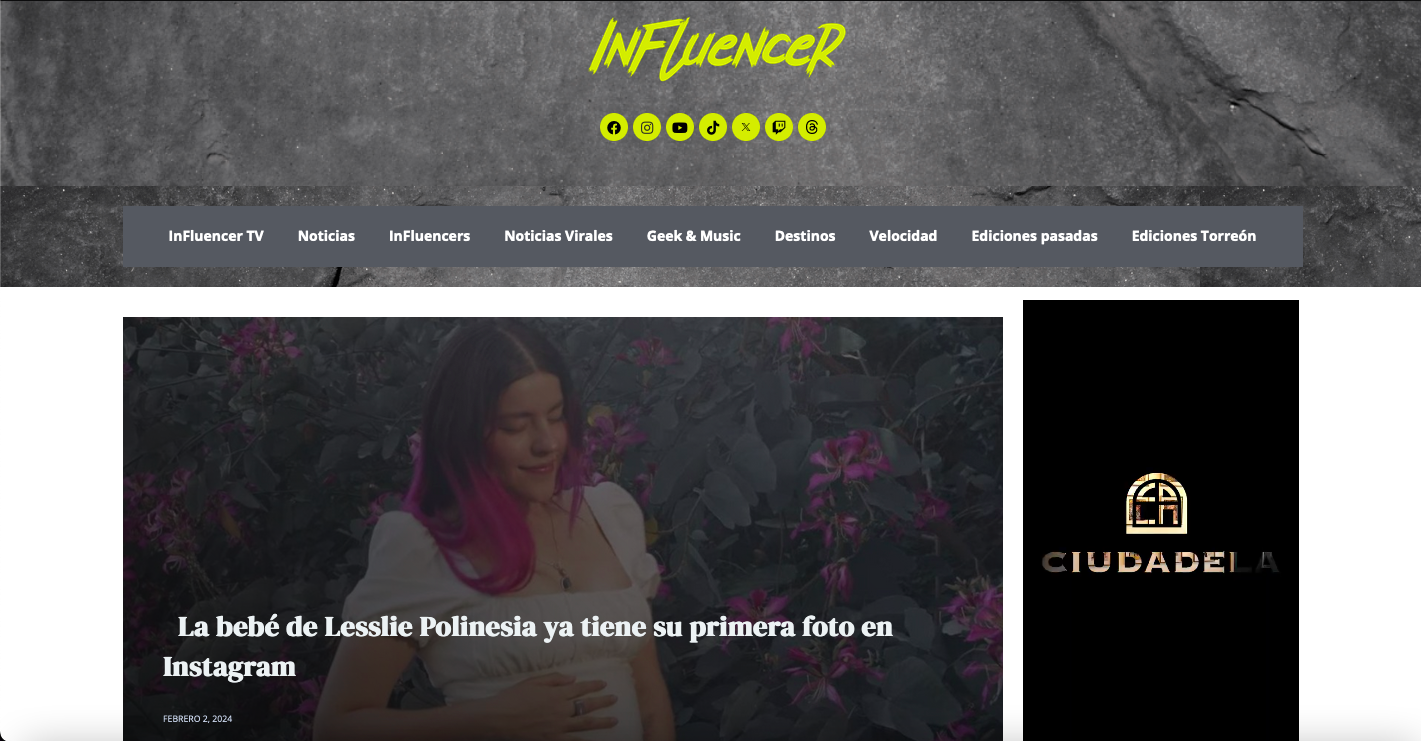 InFLuenceR
InFluencer TV Noticias InFluencers Noticias Virales Geek & Music Destinos Velocidad Ediciones pasadas Ediciones Torreón
La bebé de Lesslie Polinesia ya tiene su primera foto en
Instagram
FEBRERO 2, 2024
CIUDADELA